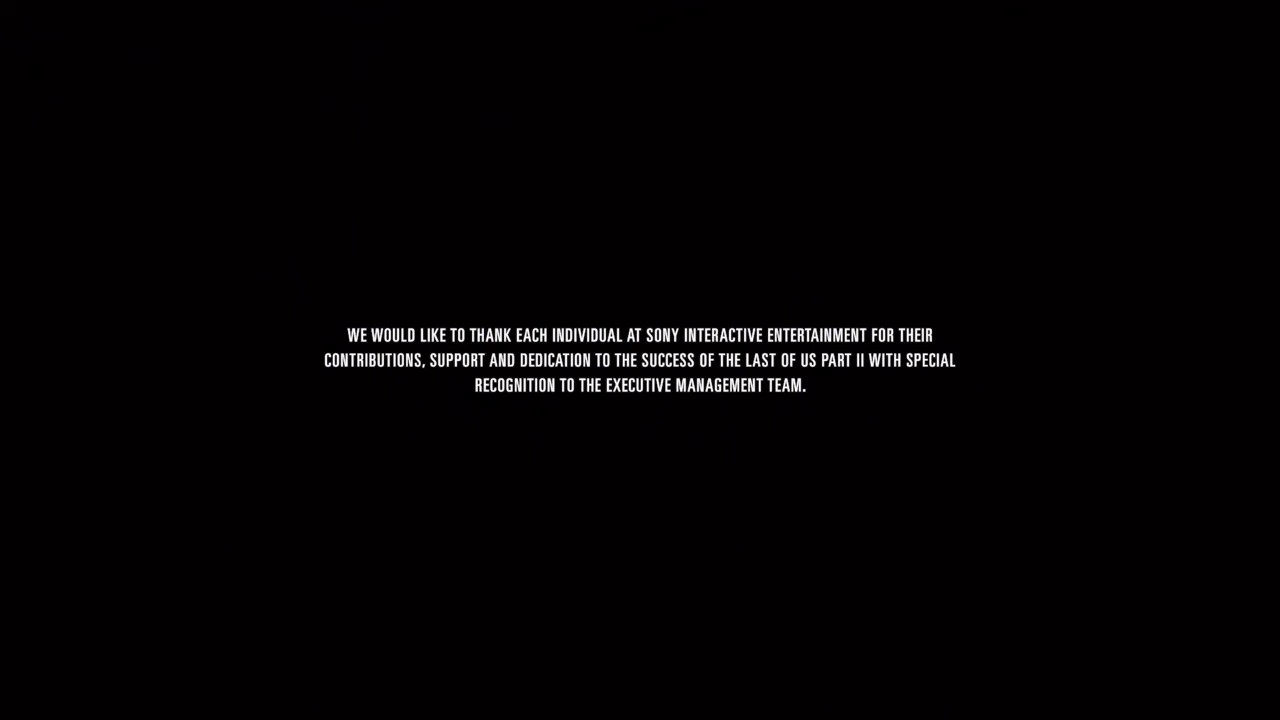 WE WOULD LIKE TO THANK EACH INDIVIDUAL AT SONY INTERACTIVE ENTERTAINMENT FOR THEIR
CONTRIBUTIONS, SUPPORT AND DEDICATION TO THE SUCCESS OF THE LAST OF US PART II WITH SPECIAL
RECOGNITION TO THE EXECUTIVE MANAGEMENT TEAM.